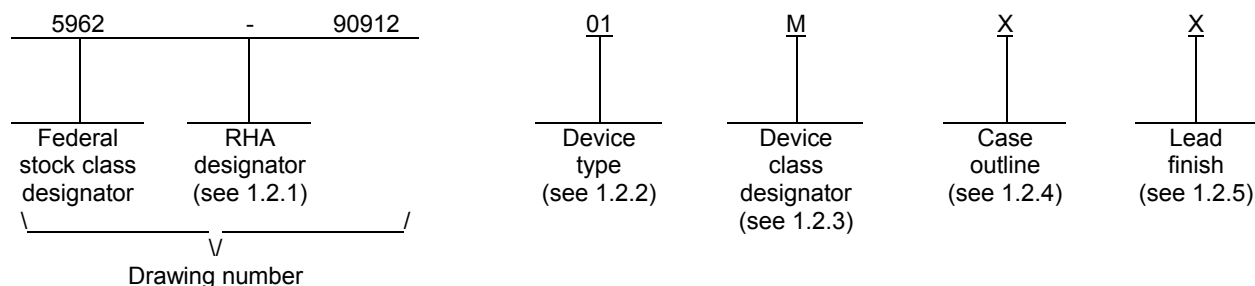 5962 - 90912 01 M X X
Federal stock class designator
RHA designator (see 1.2.1)
Device type (see 1.2.2)
Device class designator (see 1.2.3)
Case outline (see 1.2.4)
Lead finish (see 1.2.5)
\ /
\/
Drawing number